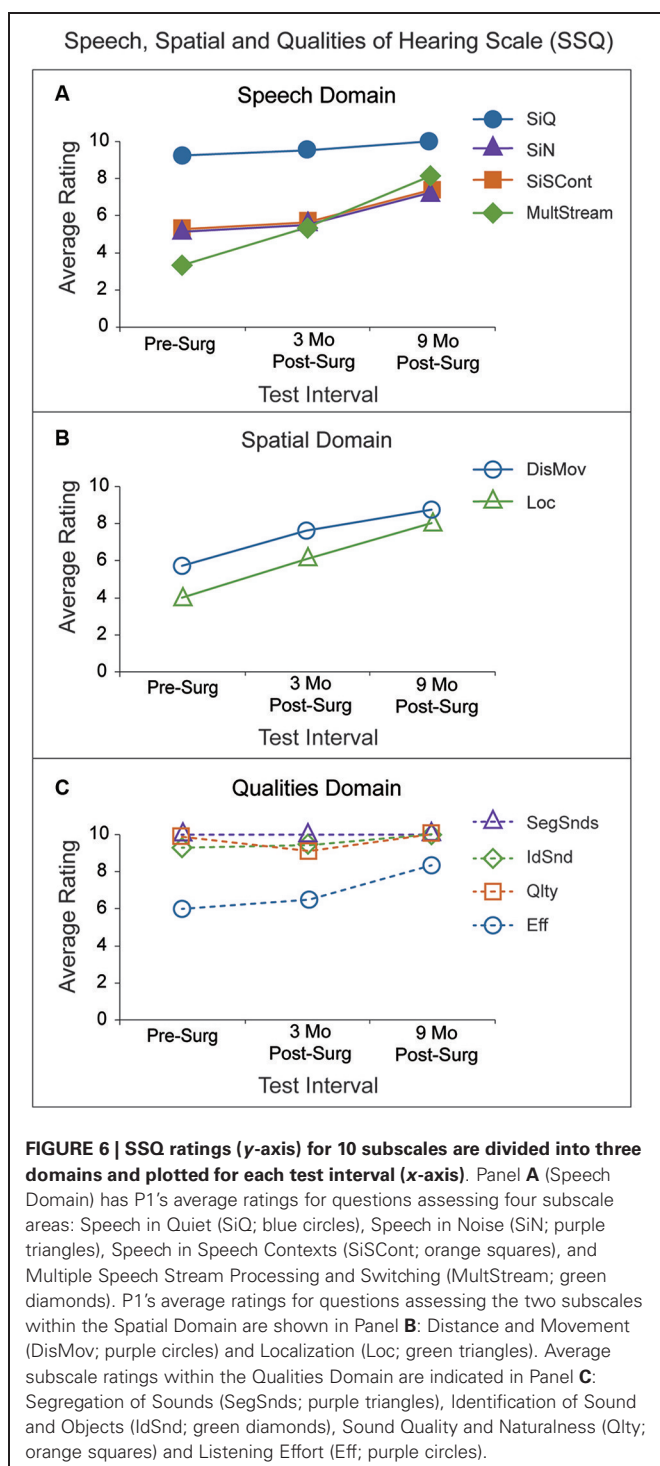 Speech, Spatial and Qualities of Hearing Scale (SSQ)
A
Speech Domain
SiQ
SiN
SiSCont
MultStream
Average Rating
10
8
6
4
2
0
Pre-Surg
3 Mo
Post-Surg
9 Mo
Post-Surg
Test Interval
B
Spatial Domain
DisMov
Loc
Average Rating
10
8
6
4
2
0
Pre-Surg
3 Mo
Post-Surg
9 Mo
Post-Surg
Test Interval
C
Qualities Domain
SegSnds
IdSnd
Qlty
Eff
Average Rating
10
8
6
4
2
0
Pre-Surg
3 Mo
Post-Surg
9 Mo
Post-Surg
Test Interval
FIGURE 6 | SSQ ratings (y-axis) for 10 subscales are divided into three
domains and plotted for each test interval (x-axis). Panel A (Speech
Domain) has P1's average ratings for questions assessing four subscale
areas: Speech in Quiet (SiQ; blue circles), Speech in Noise (SiN; purple
triangles), Speech in Speech Contexts (SiSCont; orange squares), and
Multiple Speech Stream Processing and Switching (MultStream; green
diamonds). P1's average ratings for questions assessing the two subscales
within the Spatial Domain are shown in Panel B: Distance and Movement
(DisMov; purple circles) and Localization (Loc; green triangles). Average
subscale ratings within the Qualities Domain are indicated in Panel C:
Segregation of Sounds (SegSnds; purple triangles), Identification of Sound
and Objects (IdSnd; green diamonds), Sound Quality and Naturalness (Qlty;
orange squares) and Listening Effort (Eff; purple circles).